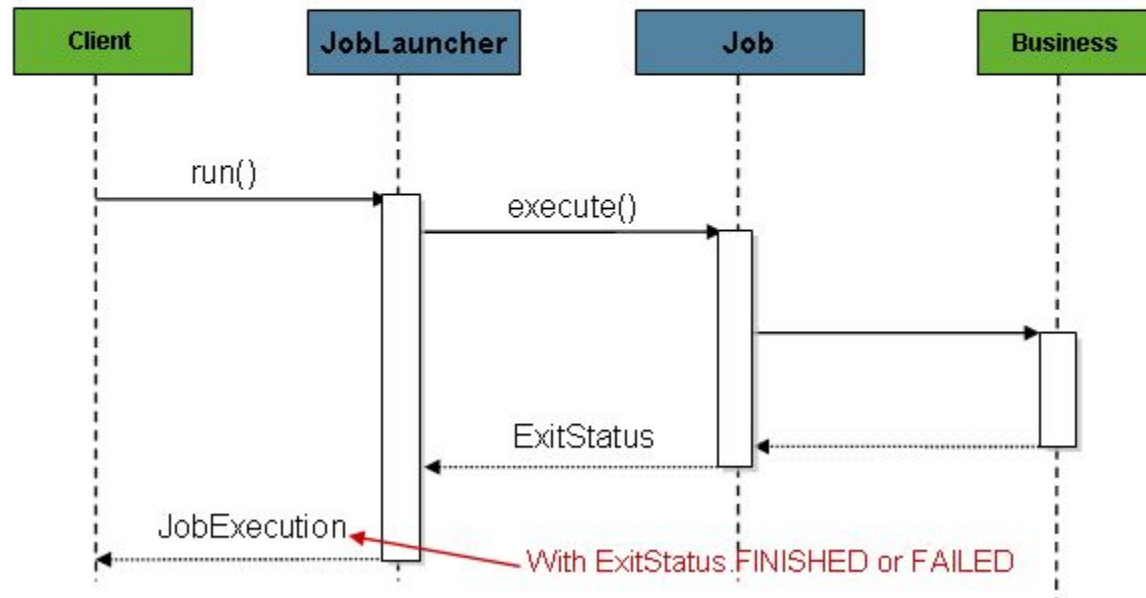 Client
JobLauncher
Job
Business
run()
execute()
ExitStatus
JobExecution
With ExitStatus.FINISHED or FAILED